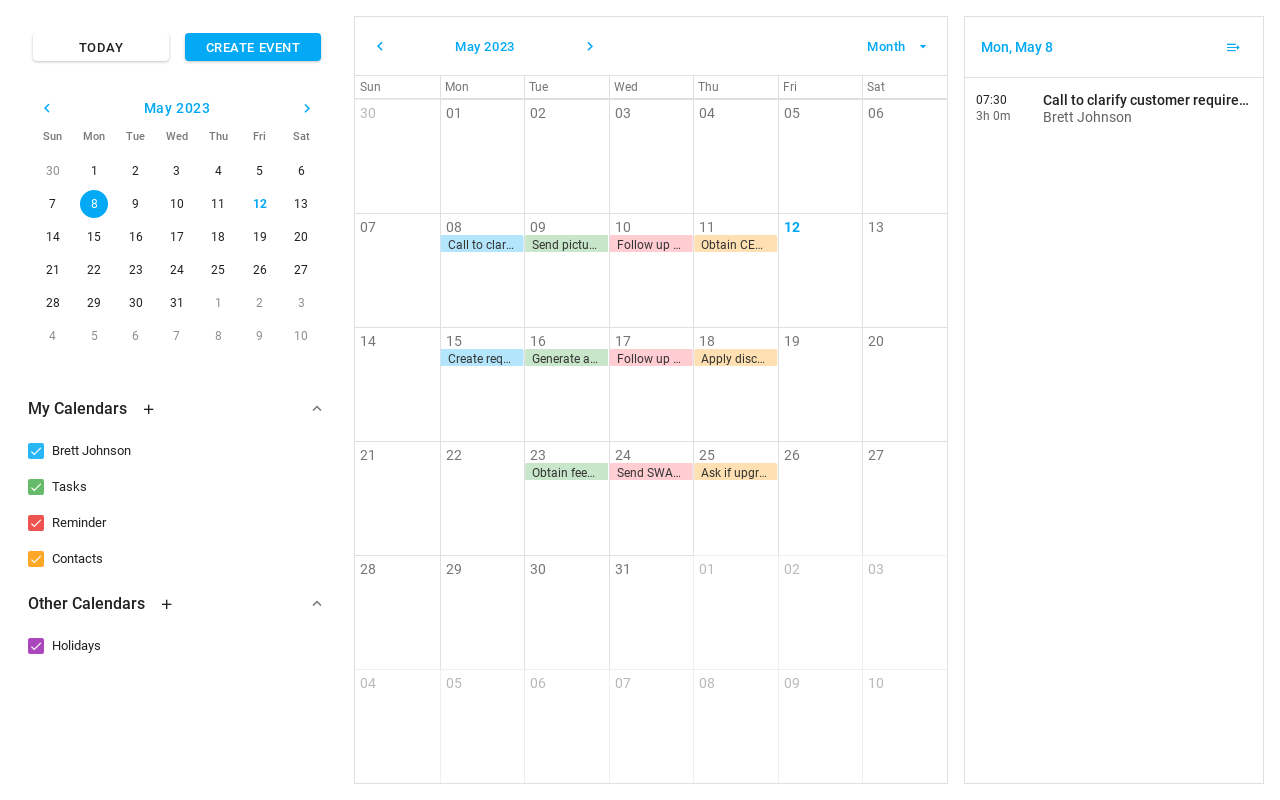 TODAY
CREATE EVENT
May 2023
Sun Mon Tue Wed Thu Fri Sat
30 1 2 3 4 5 6
7 8 9 10 11 12 13
14 15 16 17 18 19 20
21 22 23 24 25 26 27
28 29 30 31 1 2 3
4 5 6 7 8 9 10
My Calendars +
Brett Johnson
Tasks
Reminder
Contacts
Other Calendars +
Holidays
May 2023
Month
Sun Mon Tue Wed Thu Fri Sat
30 01 02 03 04 05 06
07 08 09 10 11 12 13
Call to clar... Send pictu... Follow up ... Obtain CE...
14 15 16 17 18 19 20
Create req... Generate a... Follow up ... Apply disc...
21 22 23 24 25 26 27
Obtain fee... Send SWA... Ask if upgr...
28 29 30 31 01 02 03
04 05 06 07 08 09 10
Mon, May 8
07:30 Call to clarify customer require...
3h 0m Brett Johnson